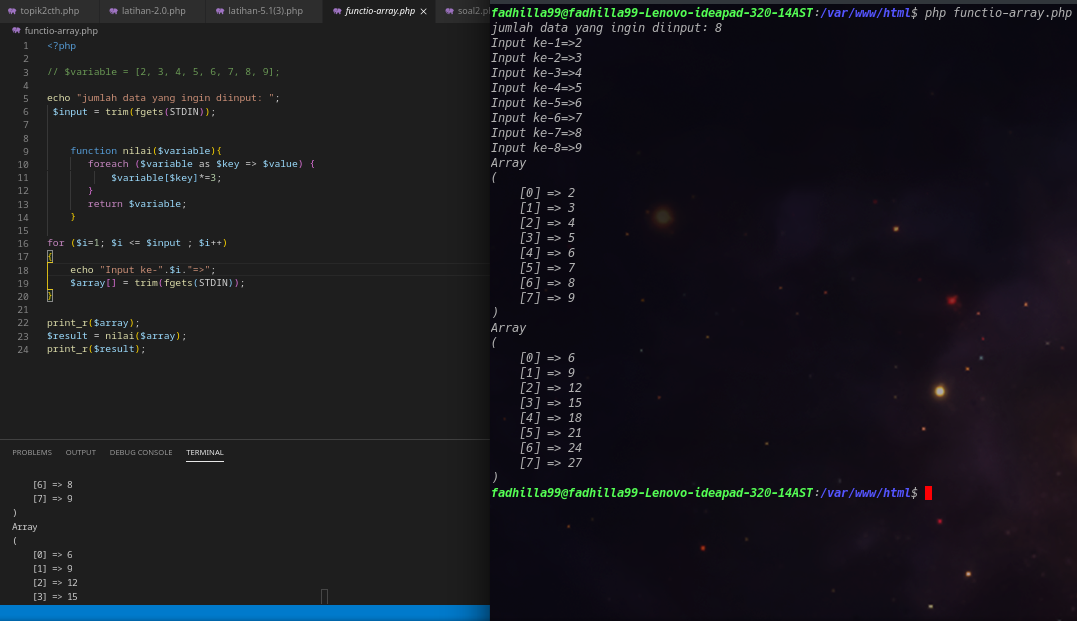 topik2cth.php latihan-2.0.php latihan-5.1(3).php functio-array.php × soal2.p
functio-array.php
1 <?php
2
3 // $variable = [2, 3, 4, 5, 6, 7, 8, 9];
4
5 echo "jumlah data yang ingin diinput: ";
6 $input = trim(fgets(STDIN));
7
8
9 function nilai($variable){
10 foreach ($variable as $key => $value) {
11 $variable[$key]*=3;
12 }
13 return $variable;
14 }
15
16 for ($i=1; $i <= $input ; $i++)
17 {
18 echo "Input ke-".$i."=>";
19 $array[] = trim(fgets(STDIN));
20 }
21
22 print_r($array);
23 $result = nilai($array);
24 print_r($result);
PROBLEMS OUTPUT DEBUG CONSOLE TERMINAL
[6] => 8
[7] => 9
)
Array
(
[0] => 6
[1] => 9
[2] => 12
[3] => 15
fadhilla99@fadhilla99-Lenovo-ideapad-320-14AST:/var/www/html$ php functio-array.php
jumlah data yang ingin diinput: 8
Input ke-1=>2
Input ke-2=>3
Input ke-3=>4
Input ke-4=>5
Input ke-5=>6
Input ke-6=>7
Input ke-7=>8
Input ke-8=>9
Array
(
[0] => 2
[1] => 3
[2] => 4
[3] => 5
[4] => 6
[5] => 7
[6] => 8
[7] => 9
)
Array
(
[0] => 6
[1] => 9
[2] => 12
[3] => 15
[4] => 18
[5] => 21
[6] => 24
[7] => 27
)
fadhilla99@fadhilla99-Lenovo-ideapad-320-14AST:/var/www/html$